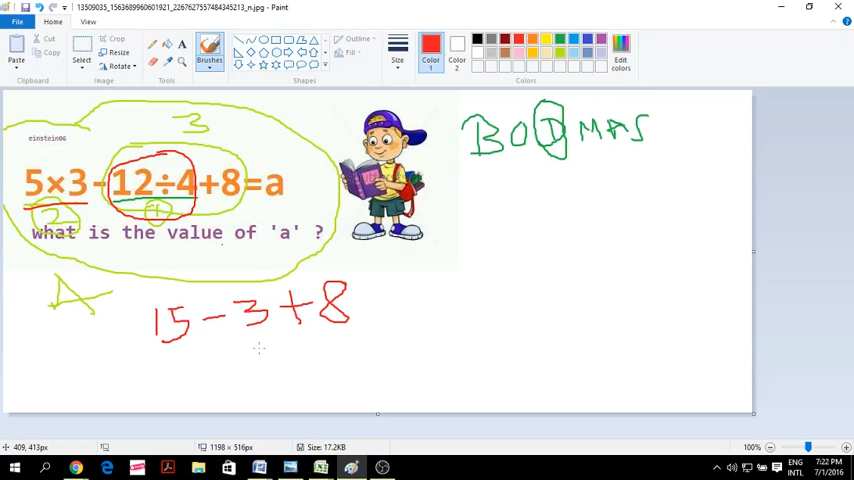 13509035_1563689960601921_2267627557484345213_n.jpg - Paint
File
Home
View
Paste
Cut
Copy
Clipboard
Select
Crop
Resize
Rotate
Image
A
Tools
Brushes
Shapes
Outline
Fill
Size
Color 1
Color 2
Edit colors
Colors
einstein06
3
5×3-12÷4+8=a
2
what is the value of 'a' ?
A
15-3+8
BODMAS
409, 413px
1198 × 516px
Size: 17.2KB
100%
ENG
INTL
7:22 PM
7/1/2016